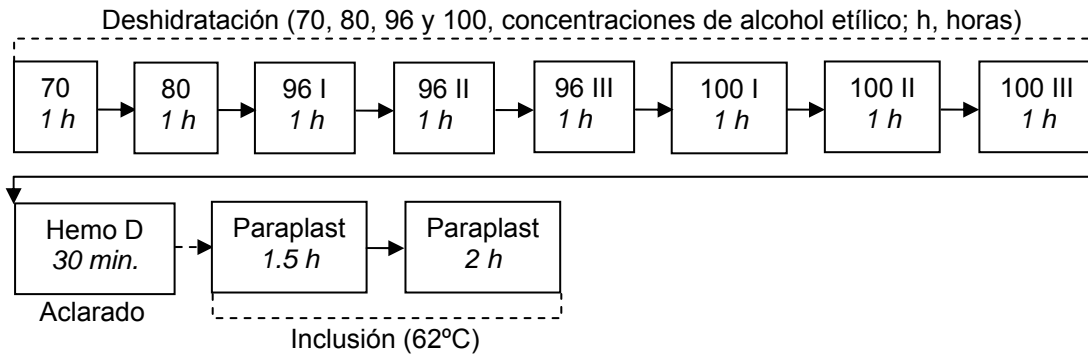 Deshidratación (70, 80, 96 y 100, concentraciones de alcohol etílico; h, horas)
70
1 h
80
1 h
96 I
1 h
96 II
1 h
96 III
1 h
100 I
1 h
100 II
1 h
100 III
1 h
Hemo D
30 min.
Paraplast
1.5 h
Paraplast
2 h
Aclarado
Inclusión (62ºC)